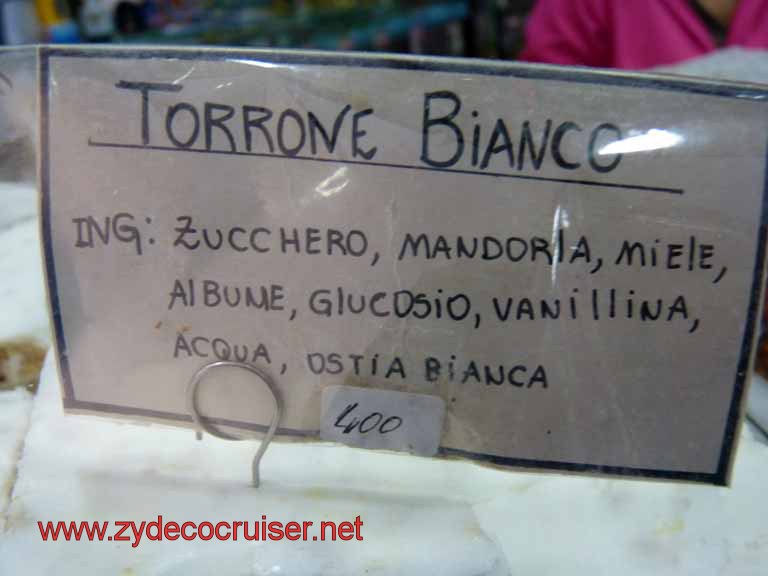 TORRONE BiANCO
ING: ZUCCHERO, MANDORlA, MiElE,
AlBUME, GlUCOSiO, VANillINA,
ACQUA, OSTIA BiANCA
400
www.zydecocruiser.net